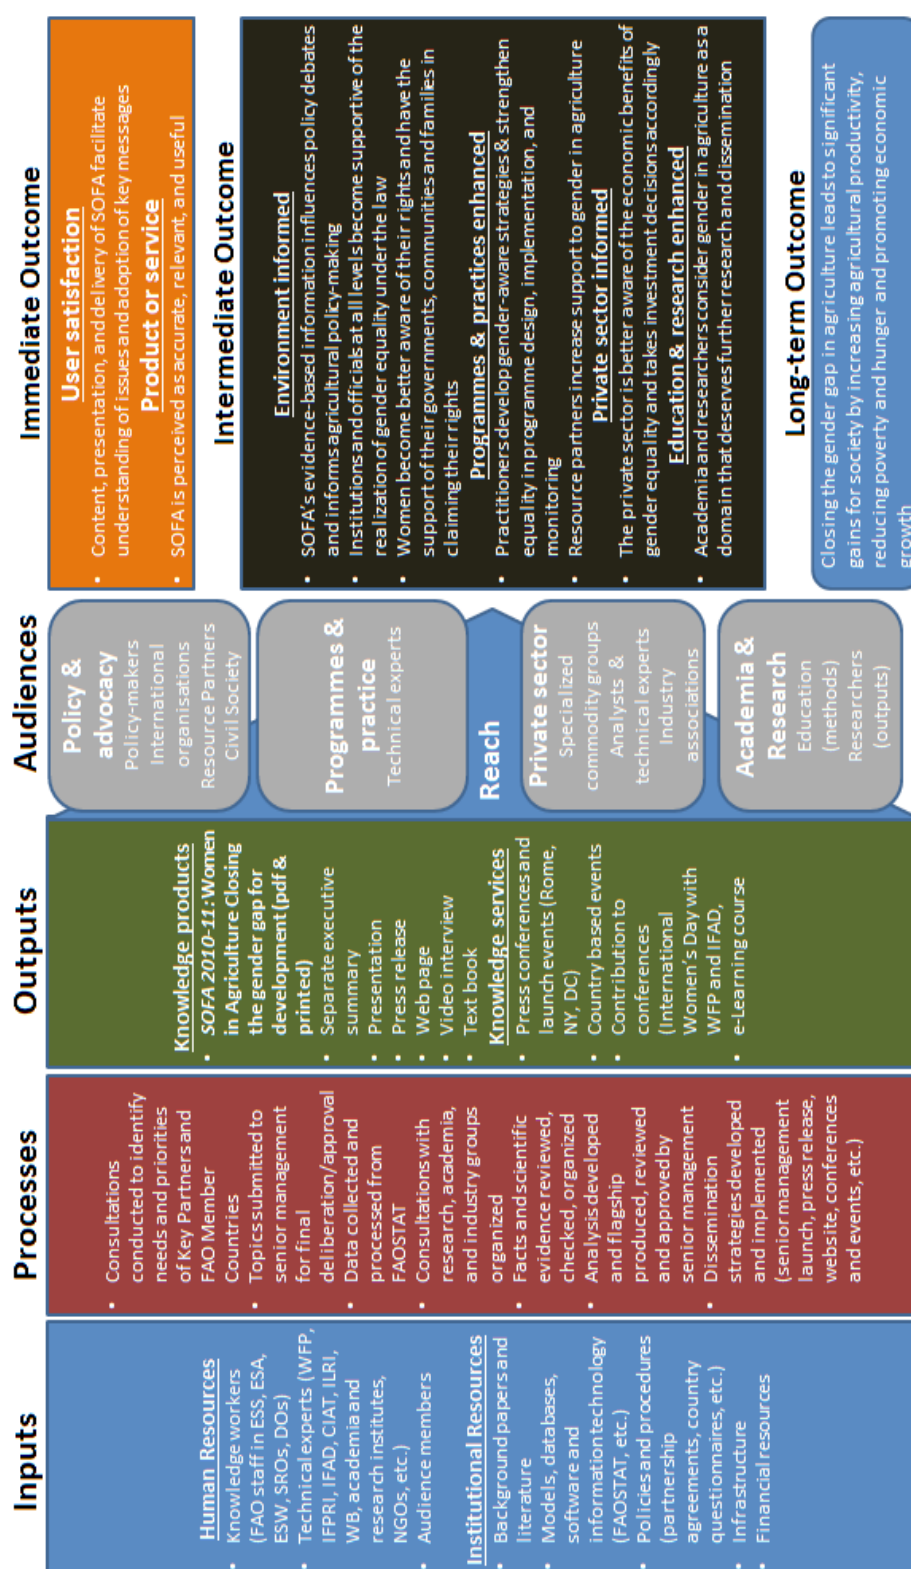 Inputs
Human Resources
• Knowledge workers
(FAO staff in ESS, ESA,
ESW, SROs, DOs)
• Technical experts (WFP,
IFPRI, IFAD, CIAT, ILRI,
WB, academia and
research institutes,
NGOs, etc.)
• Audience members
Institutional Resources
• Background papers and
literature
• Models, databases,
software and
information technology
(FAOSTAT, etc.)
• Policies and procedures
(partnership
agreements, country
questionnaires, etc.)
• Infrastructure
• Financial resources
Processes
• Consultations
conducted to identify
needs and priorities
of Key Partners and
FAO Member
Countries
• Topics submitted to
senior management
for final
deliberation/approval
• Data collected and
processed from
FAOSTAT
• Consultations with
research, academia,
and industry groups
organized
• Facts and scientific
evidence reviewed,
checked, organized
• Analysis developed
and flagship
produced, reviewed
and approved by
senior management
• Dissemination
strategies developed
and implemented
(senior management
launch, press release,
website, conferences
and events, etc.)
Outputs
Knowledge products
• SOFA 2010-11: Women
in Agriculture Closing
the gender gap for
development (pdf &
printed)
• Separate executive
summary
• Presentation
• Press release
• Web page
• Video interview
• Text book
Knowledge services
• Press conferences and
launch events (Rome,
NY, DC)
• Country based events
• Contribution to
conferences
(International
Women's Day with
WFP and IFAD,
• e-Learning course
Audiences
Policy &
advocacy
Policy-makers
International
organisations
Resource Partners
Civil Society
Programmes &
practice
Technical experts
Reach
Private sector
Specialized
commodity groups
Analysts &
technical experts
Industry
associations
Academia &
Research
Education
(methods)
Researchers
(outputs)
Immediate Outcome
User satisfaction
• Content, presentation, and delivery of SOFA facilitate
understanding of issues and adoption of key messages
Product or service
• SOFA is perceived as accurate, relevant, and useful
Intermediate Outcome
Environment informed
• SOFA's evidence-based information influences policy debates
and informs agricultural policy-making
• Institutions and officials at all levels become supportive of the
realization of gender equality under the law
• Women become better aware of their rights and have the
support of their governments, communities and families in
claiming their rights
Programmes & practices enhanced
• Practitioners develop gender-aware strategies & strengthen
equality in programme design, implementation, and
monitoring
• Resource partners increase support to gender in agriculture
Private sector informed
• The private sector is better aware of the economic benefits of
gender equality and takes investment decisions accordingly
Education & research enhanced
• Academia and researchers consider gender in agriculture as a
domain that deserves further research and dissemination
Long-term Outcome
Closing the gender gap in agriculture leads to significant
gains for society by increasing agricultural productivity,
reducing poverty and hunger and promoting economic
growth